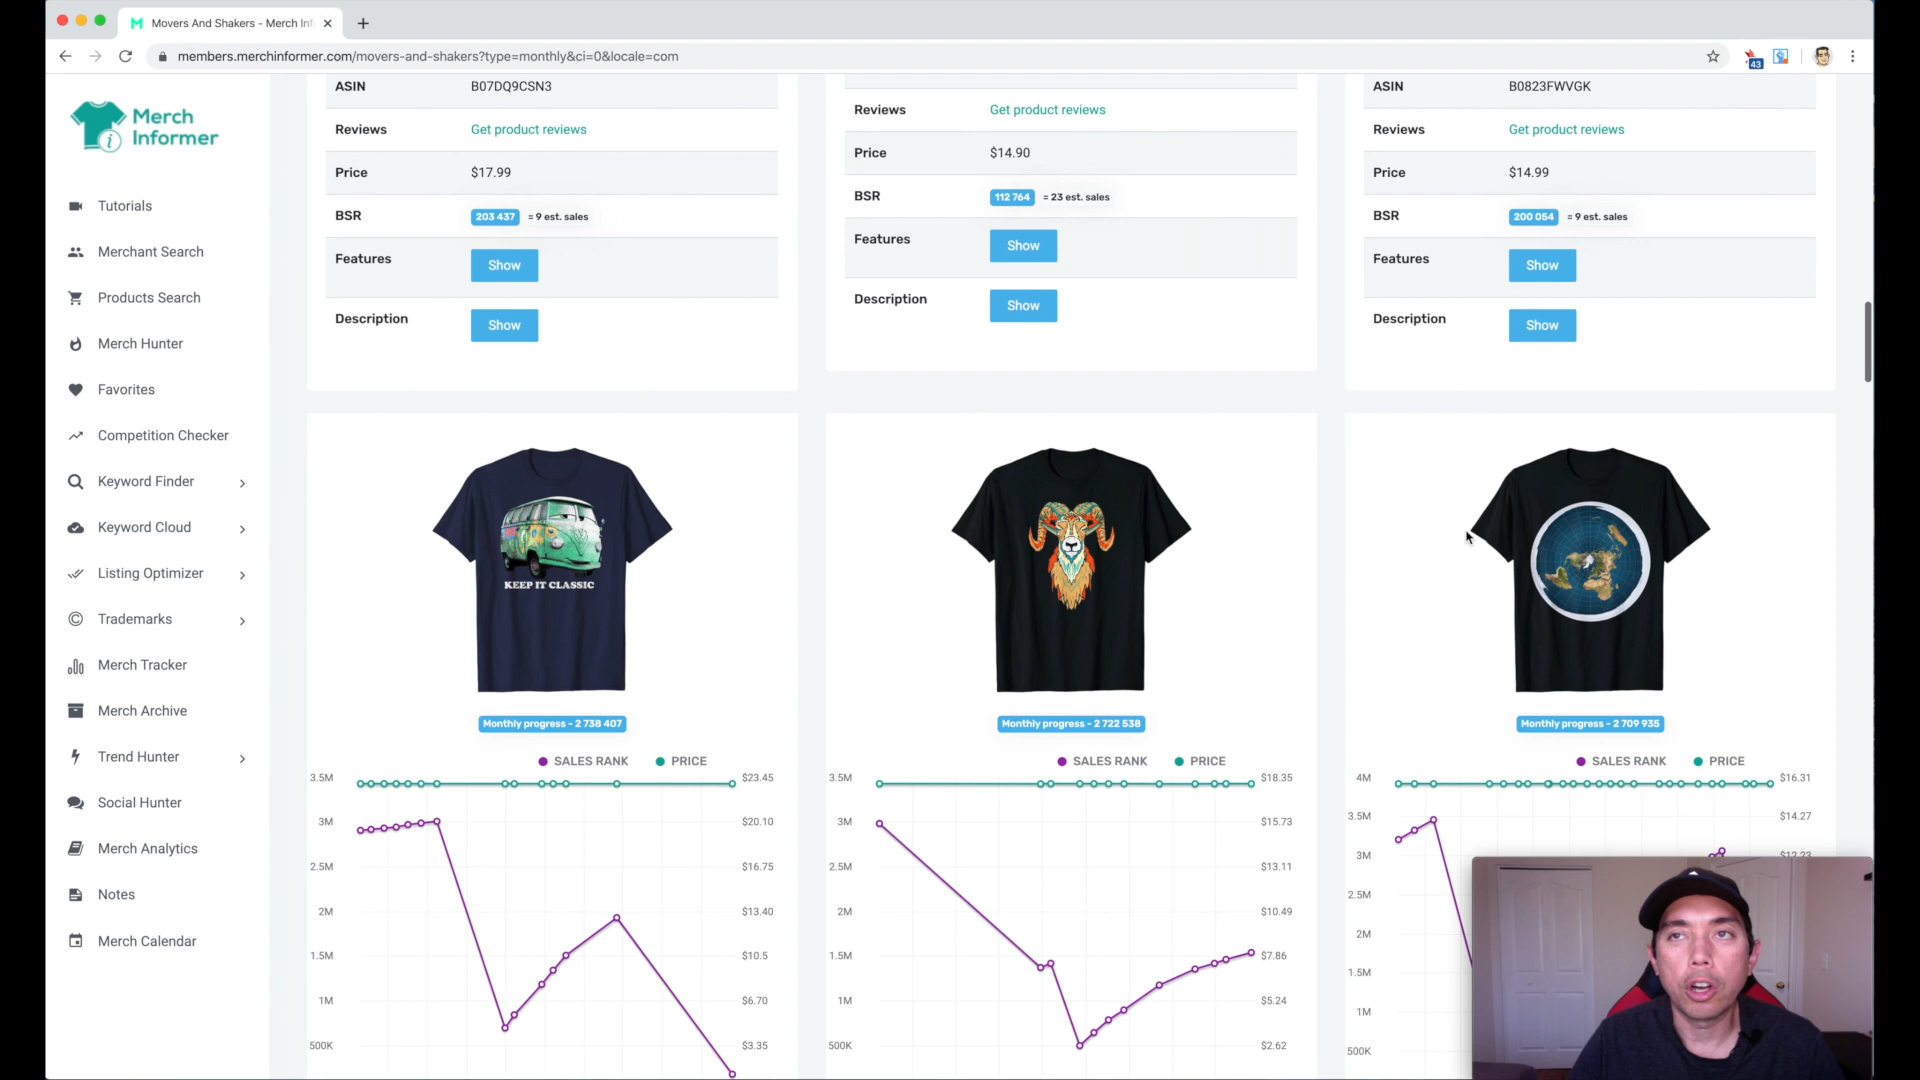 Movers And Shakers - Merch Inf
members.merchinformer.com/movers-and-shakers?type=monthly&ci=0&locale=com
43
Merch
Informer
Tutorials
Merchant Search
Products Search
Merch Hunter
Favorites
Competition Checker
Keyword Finder
Keyword Cloud
Listing Optimizer
Trademarks
Merch Tracker
Merch Archive
Trend Hunter
Social Hunter
Merch Analytics
Notes
Merch Calendar
ASIN B07DQ9CSN3
Reviews Get product reviews
Price $17.99
BSR 203 437 = 9 est. sales
Features Show
Description Show
Reviews Get product reviews
Price $14.90
BSR 112 764 = 23 est. sales
Features Show
Description Show
ASIN B0823FWVGK
Reviews Get product reviews
Price $14.99
BSR 200 054 = 9 est. sales
Features Show
Description Show
KEEP IT CLASSIC
Monthly progress - 2 738 407
SALES RANK PRICE
3.5M $23.45
3M $20.10
2.5M $16.75
2M $13.40
1.5M $10.5
1M $6.70
500K $3.35
Monthly progress - 2 722 538
SALES RANK PRICE
3.5M $18.35
3M $15.73
2.5M $13.11
2M $10.49
1.5M $7.86
1M $5.24
500K $2.62
Monthly progress - 2 709 935
SALES RANK PRICE
4M $16.31
3.5M $14.27
3M $12.23
2.5M
2M
1.5M
1M
500K